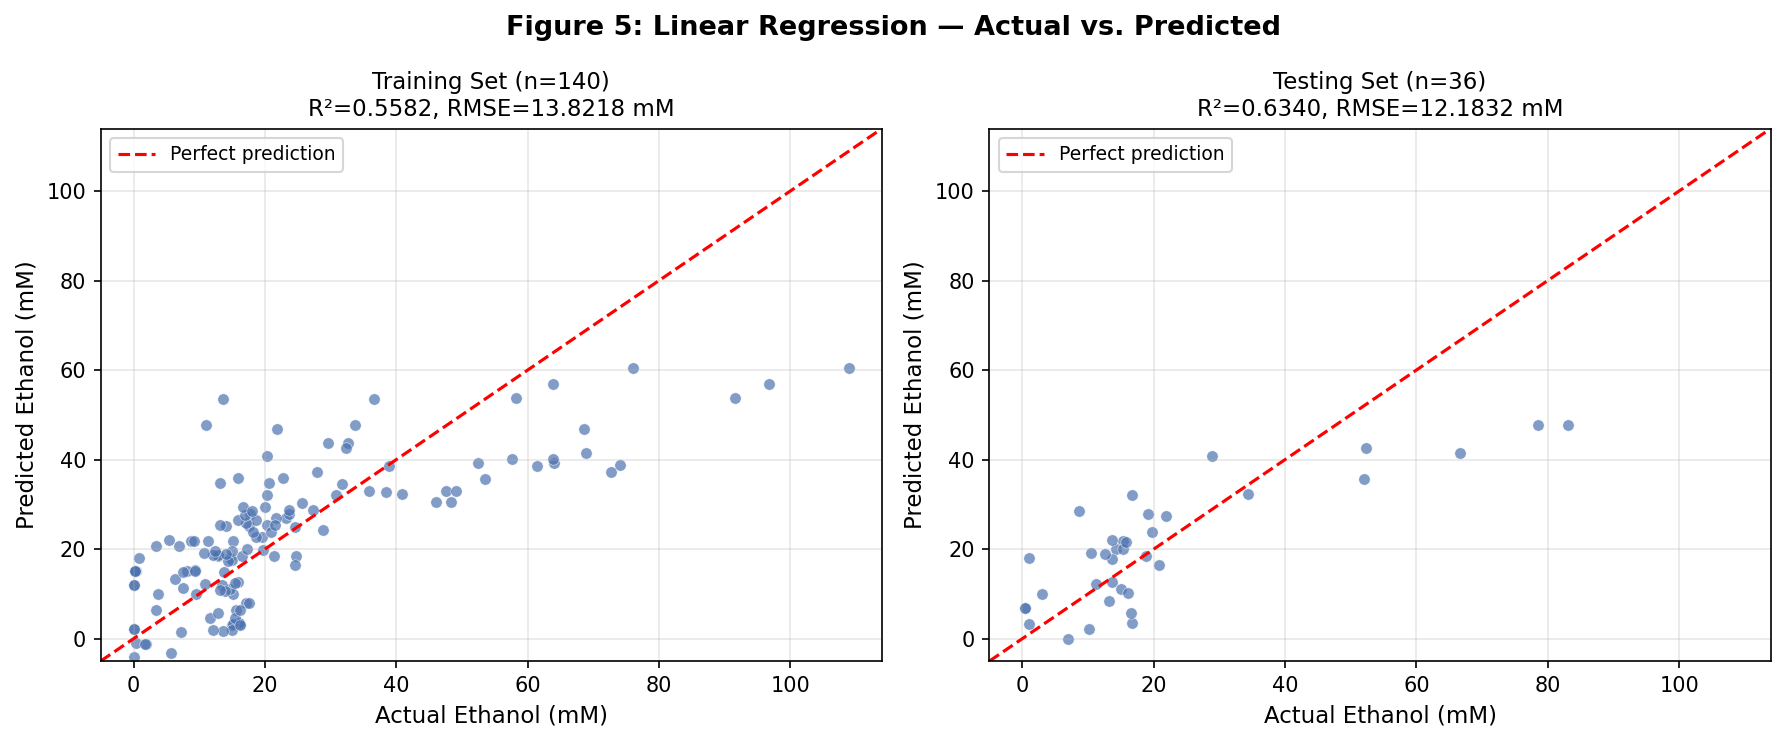 Figure 5: Linear Regression — Actual vs. Predicted
Training Set (n=140)
R²=0.5582, RMSE=13.8218 mM
Perfect prediction
Predicted Ethanol (mM)
100
80
60
40
20
0
0 20 40 60 80 100
Actual Ethanol (mM)
Testing Set (n=36)
R²=0.6340, RMSE=12.1832 mM
Perfect prediction
Predicted Ethanol (mM)
100
80
60
40
20
0
0 20 40 60 80 100
Actual Ethanol (mM)